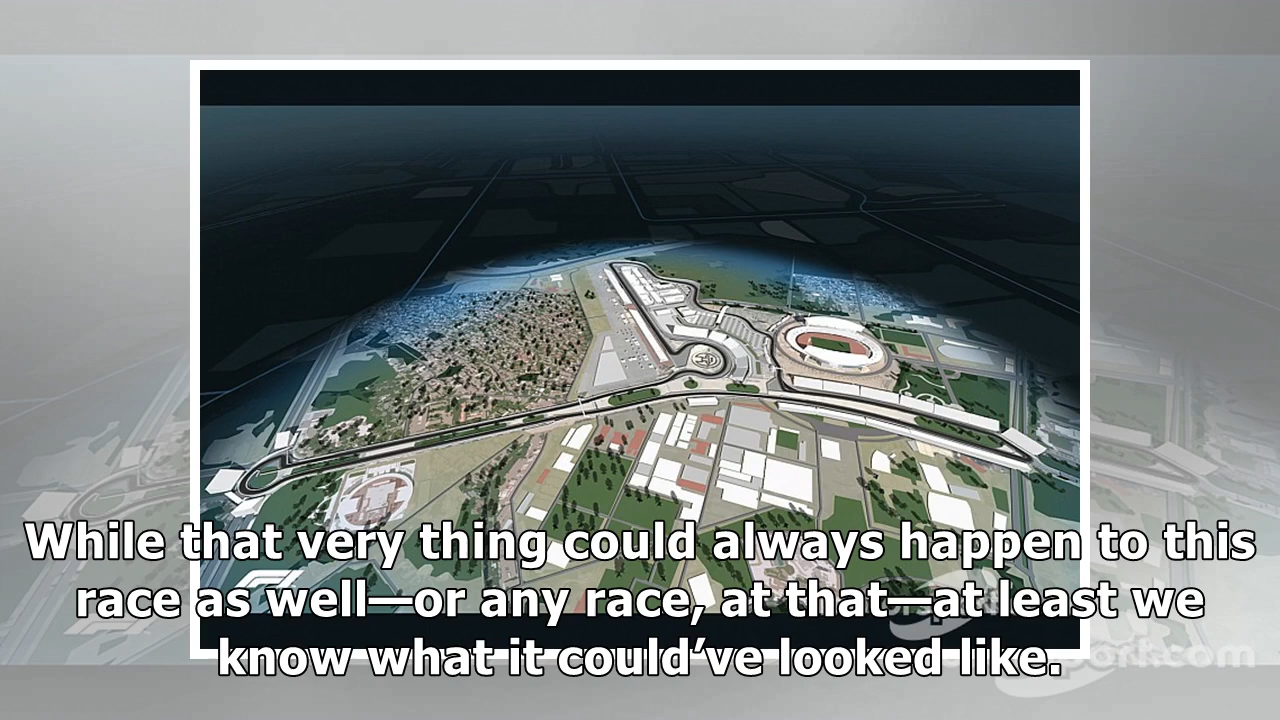 While that very thing could always happen to this
race as well—or any race, at that—at least we
know what it could’ve looked like.